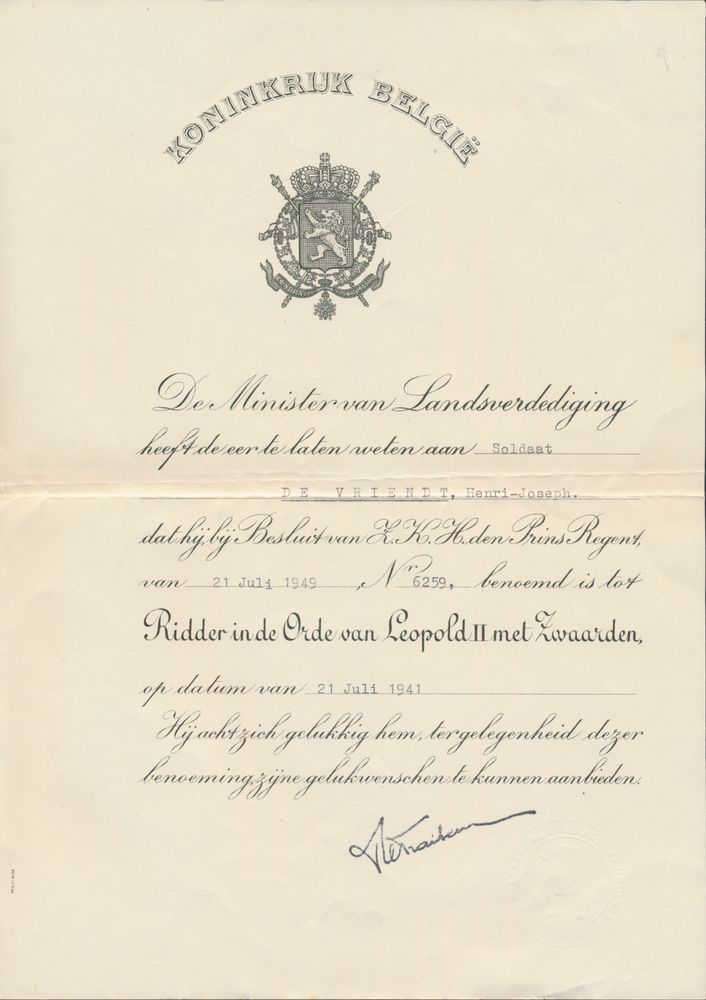 KONINKRIJK BELGIË
De Minister van Landsverdediging
heeft de eer te laten weten aan Soldaat
DE VRIENDT, Henri-Joseph.
dat hij, bij Besluit van Z. K. H. den Prins Regent,
van 21 Juli 1949, Nr 6259, benoemd is tot
Ridder in de Orde van Leopold II met Zwaarden,
op datum van 21 Juli 1941
Hij acht zich gelukkig hem, ter gelegenheid dezer
benoeming, zijne gelukwenschen te kunnen aanbieden.